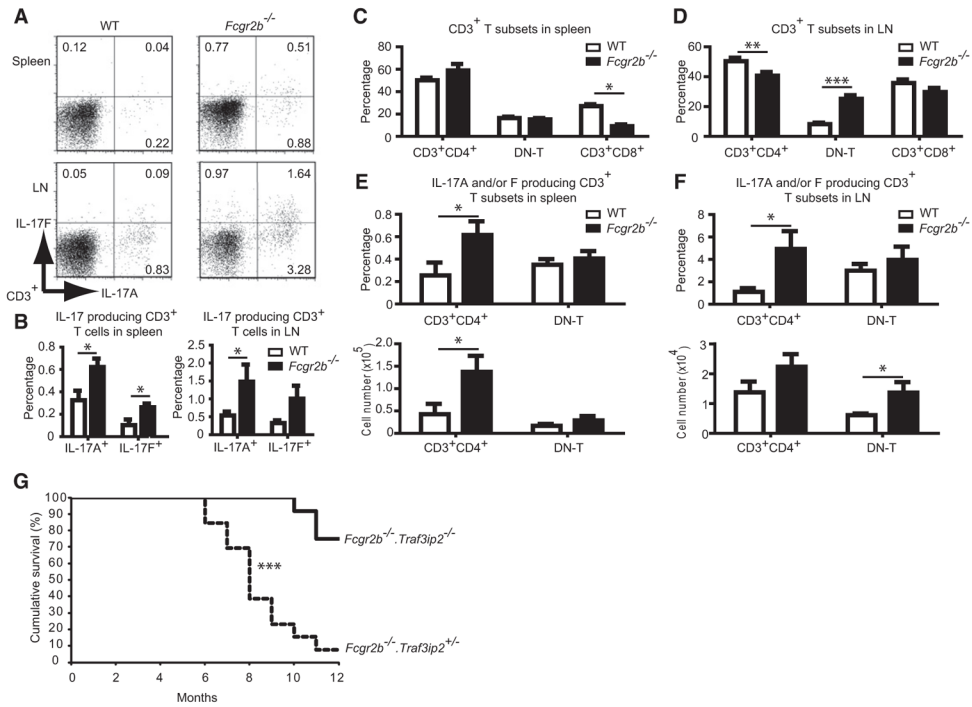 A
WT
Fcgr2b-/-
Spleen
0.12
0.04
0.22
0.77
0.51
0.88
LN
0.05
0.09
0.83
0.97
1.64
3.28
IL-17F
CD3+
IL-17A
B
IL-17 producing CD3+
T cells in spleen
Percentage
0.8
0.6
0.4
0.2
0
*
*
IL-17A+
IL-17F+
IL-17 producing CD3+
T cells in LN
Percentage
2.5
2.0
1.5
1.0
0.5
0
*
WT
Fcgr2b-/-
IL-17A+
IL-17F+
C
CD3+ T subsets in spleen
Percentage
80
60
40
20
0
WT
Fcgr2b-/-
*
CD3+CD4+
DN-T
CD3+CD8+
D
CD3+ T subsets in LN
Percentage
60
40
20
0
**
***
WT
Fcgr2b-/-
CD3+CD4+
DN-T
CD3+CD8+
E
IL-17A and/or F producing CD3+
T subsets in spleen
Percentage
0.8
0.6
0.4
0.2
0
*
WT
Fcgr2b-/-
CD3+CD4+
DN-T
Cell number (x10^5)
2.0
1.5
1.0
0.5
0
*
CD3+CD4+
DN-T
F
IL-17A and/or F producing CD3+
T subsets in LN
Percentage
8
6
4
2
0
*
WT
Fcgr2b-/-
CD3+CD4+
DN-T
Cell number (x10^4)
3
2
1
0
*
CD3+CD4+
DN-T
G
Cumulative survival (%)
100
90
80
70
60
50
40
30
20
10
0
***
Fcgr2b-/-.Traf3ip2-/-
Fcgr2b-/-.Traf3ip2+/-
0
2
4
6
8
10
12
Months